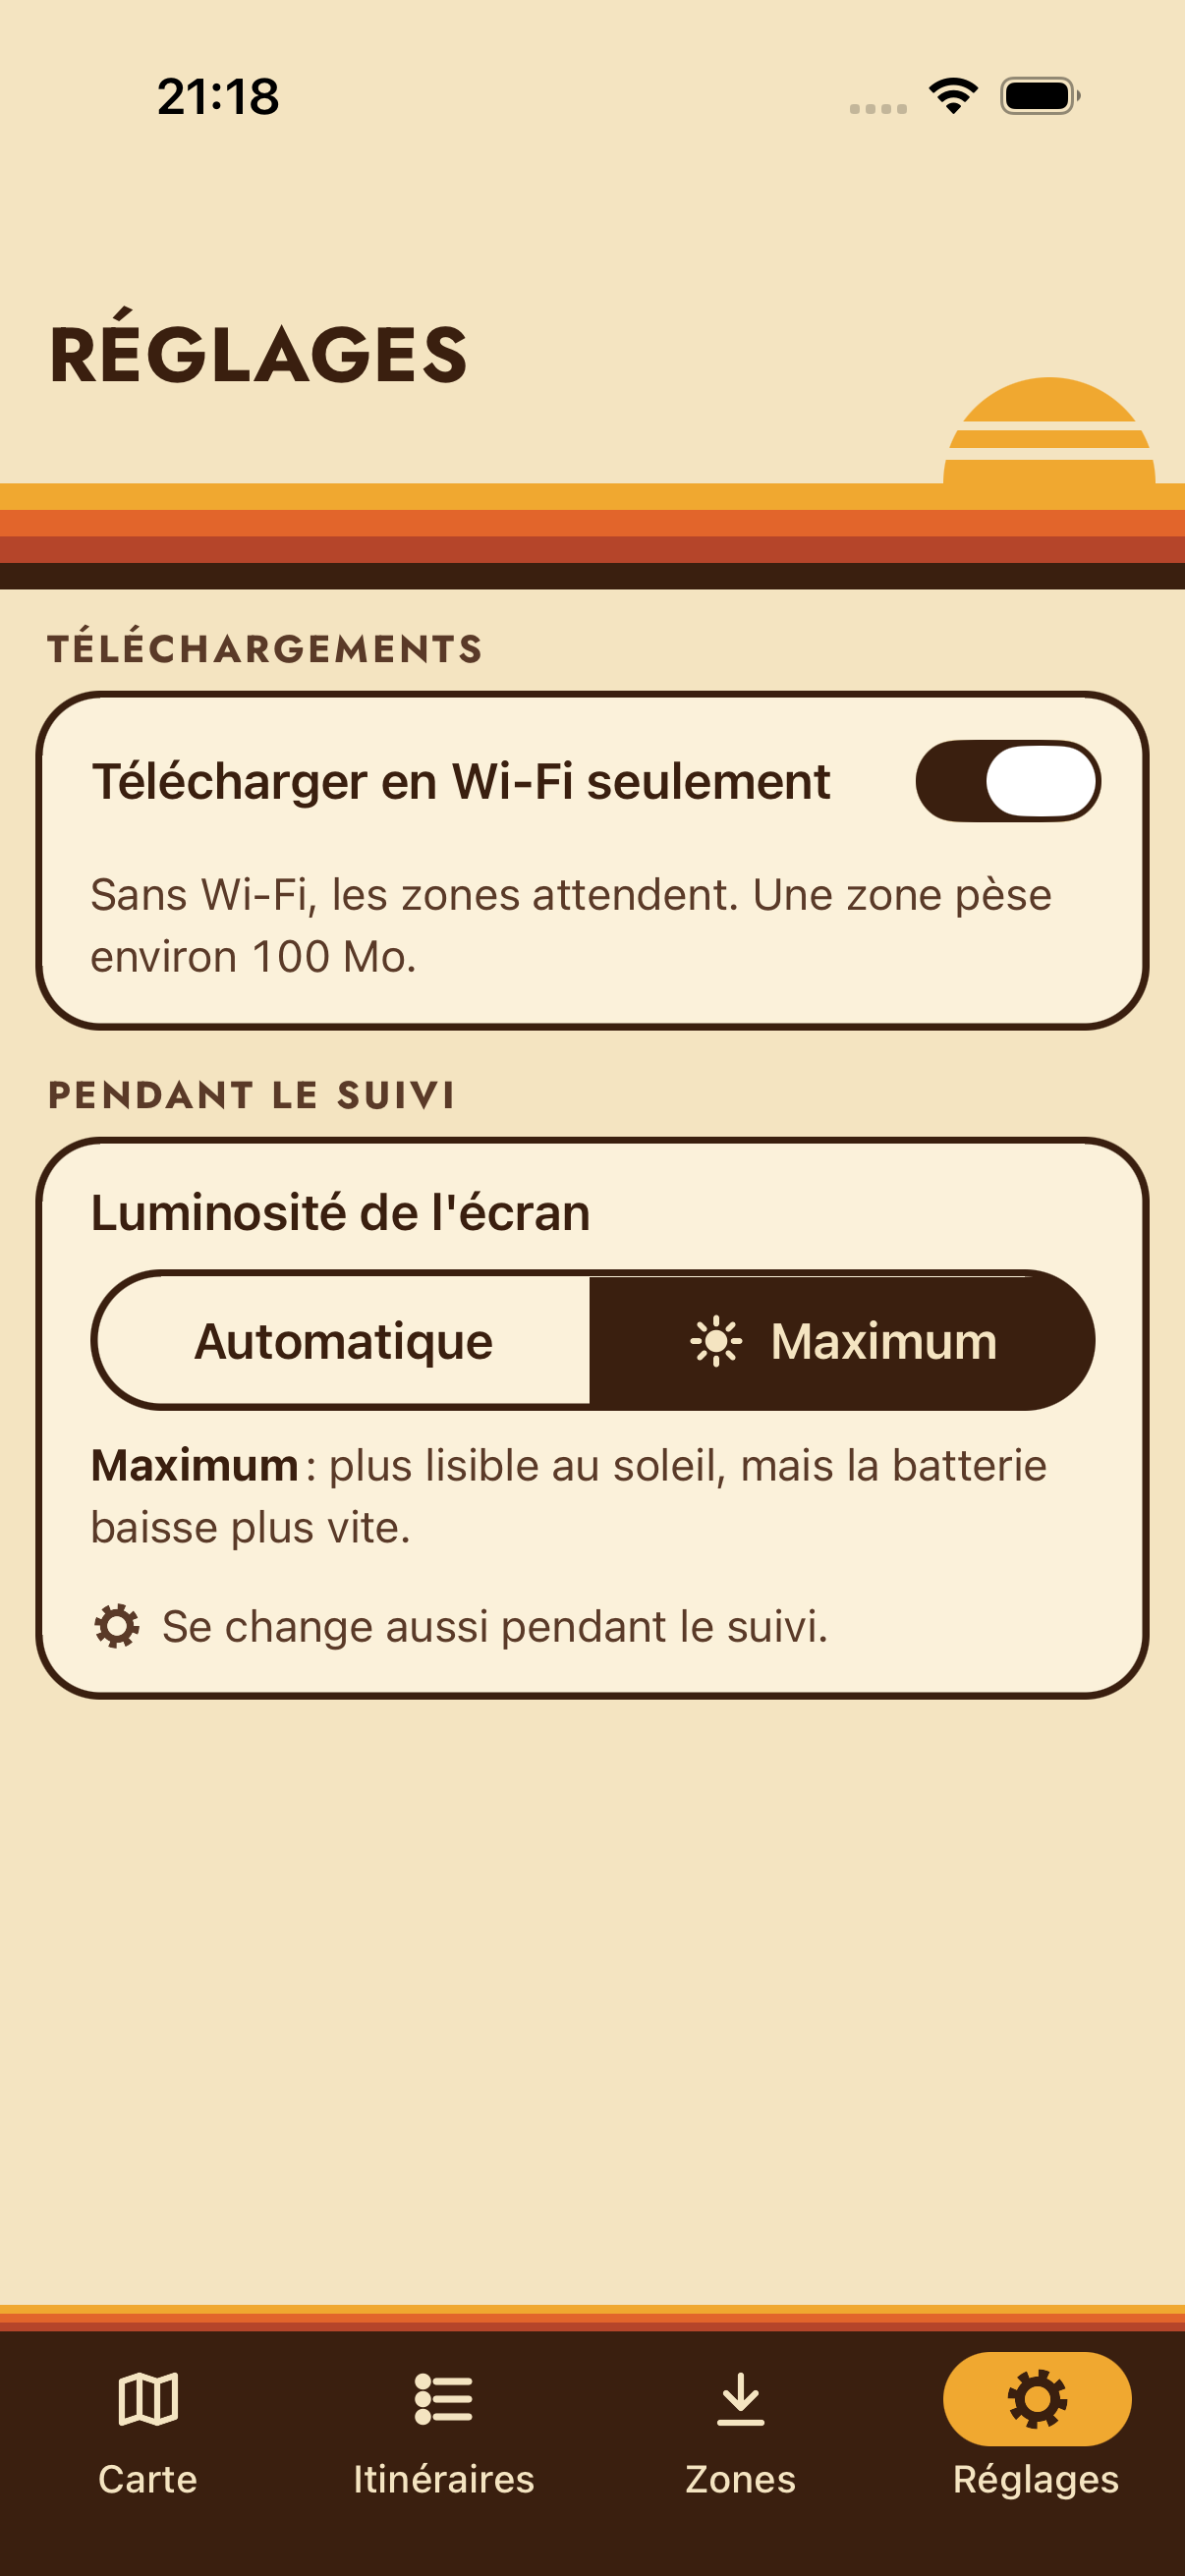 21:18
RÉGLAGES
TÉLÉCHARGEMENTS
Télécharger en Wi-Fi seulement
Sans Wi-Fi, les zones attendent. Une zone pèse
environ 100 Mo.
PENDANT LE SUIVI
Luminosité de l'écran
Automatique
Maximum
Maximum : plus lisible au soleil, mais la batterie
baisse plus vite.
Se change aussi pendant le suivi.
Carte
Itinéraires
Zones
Réglages